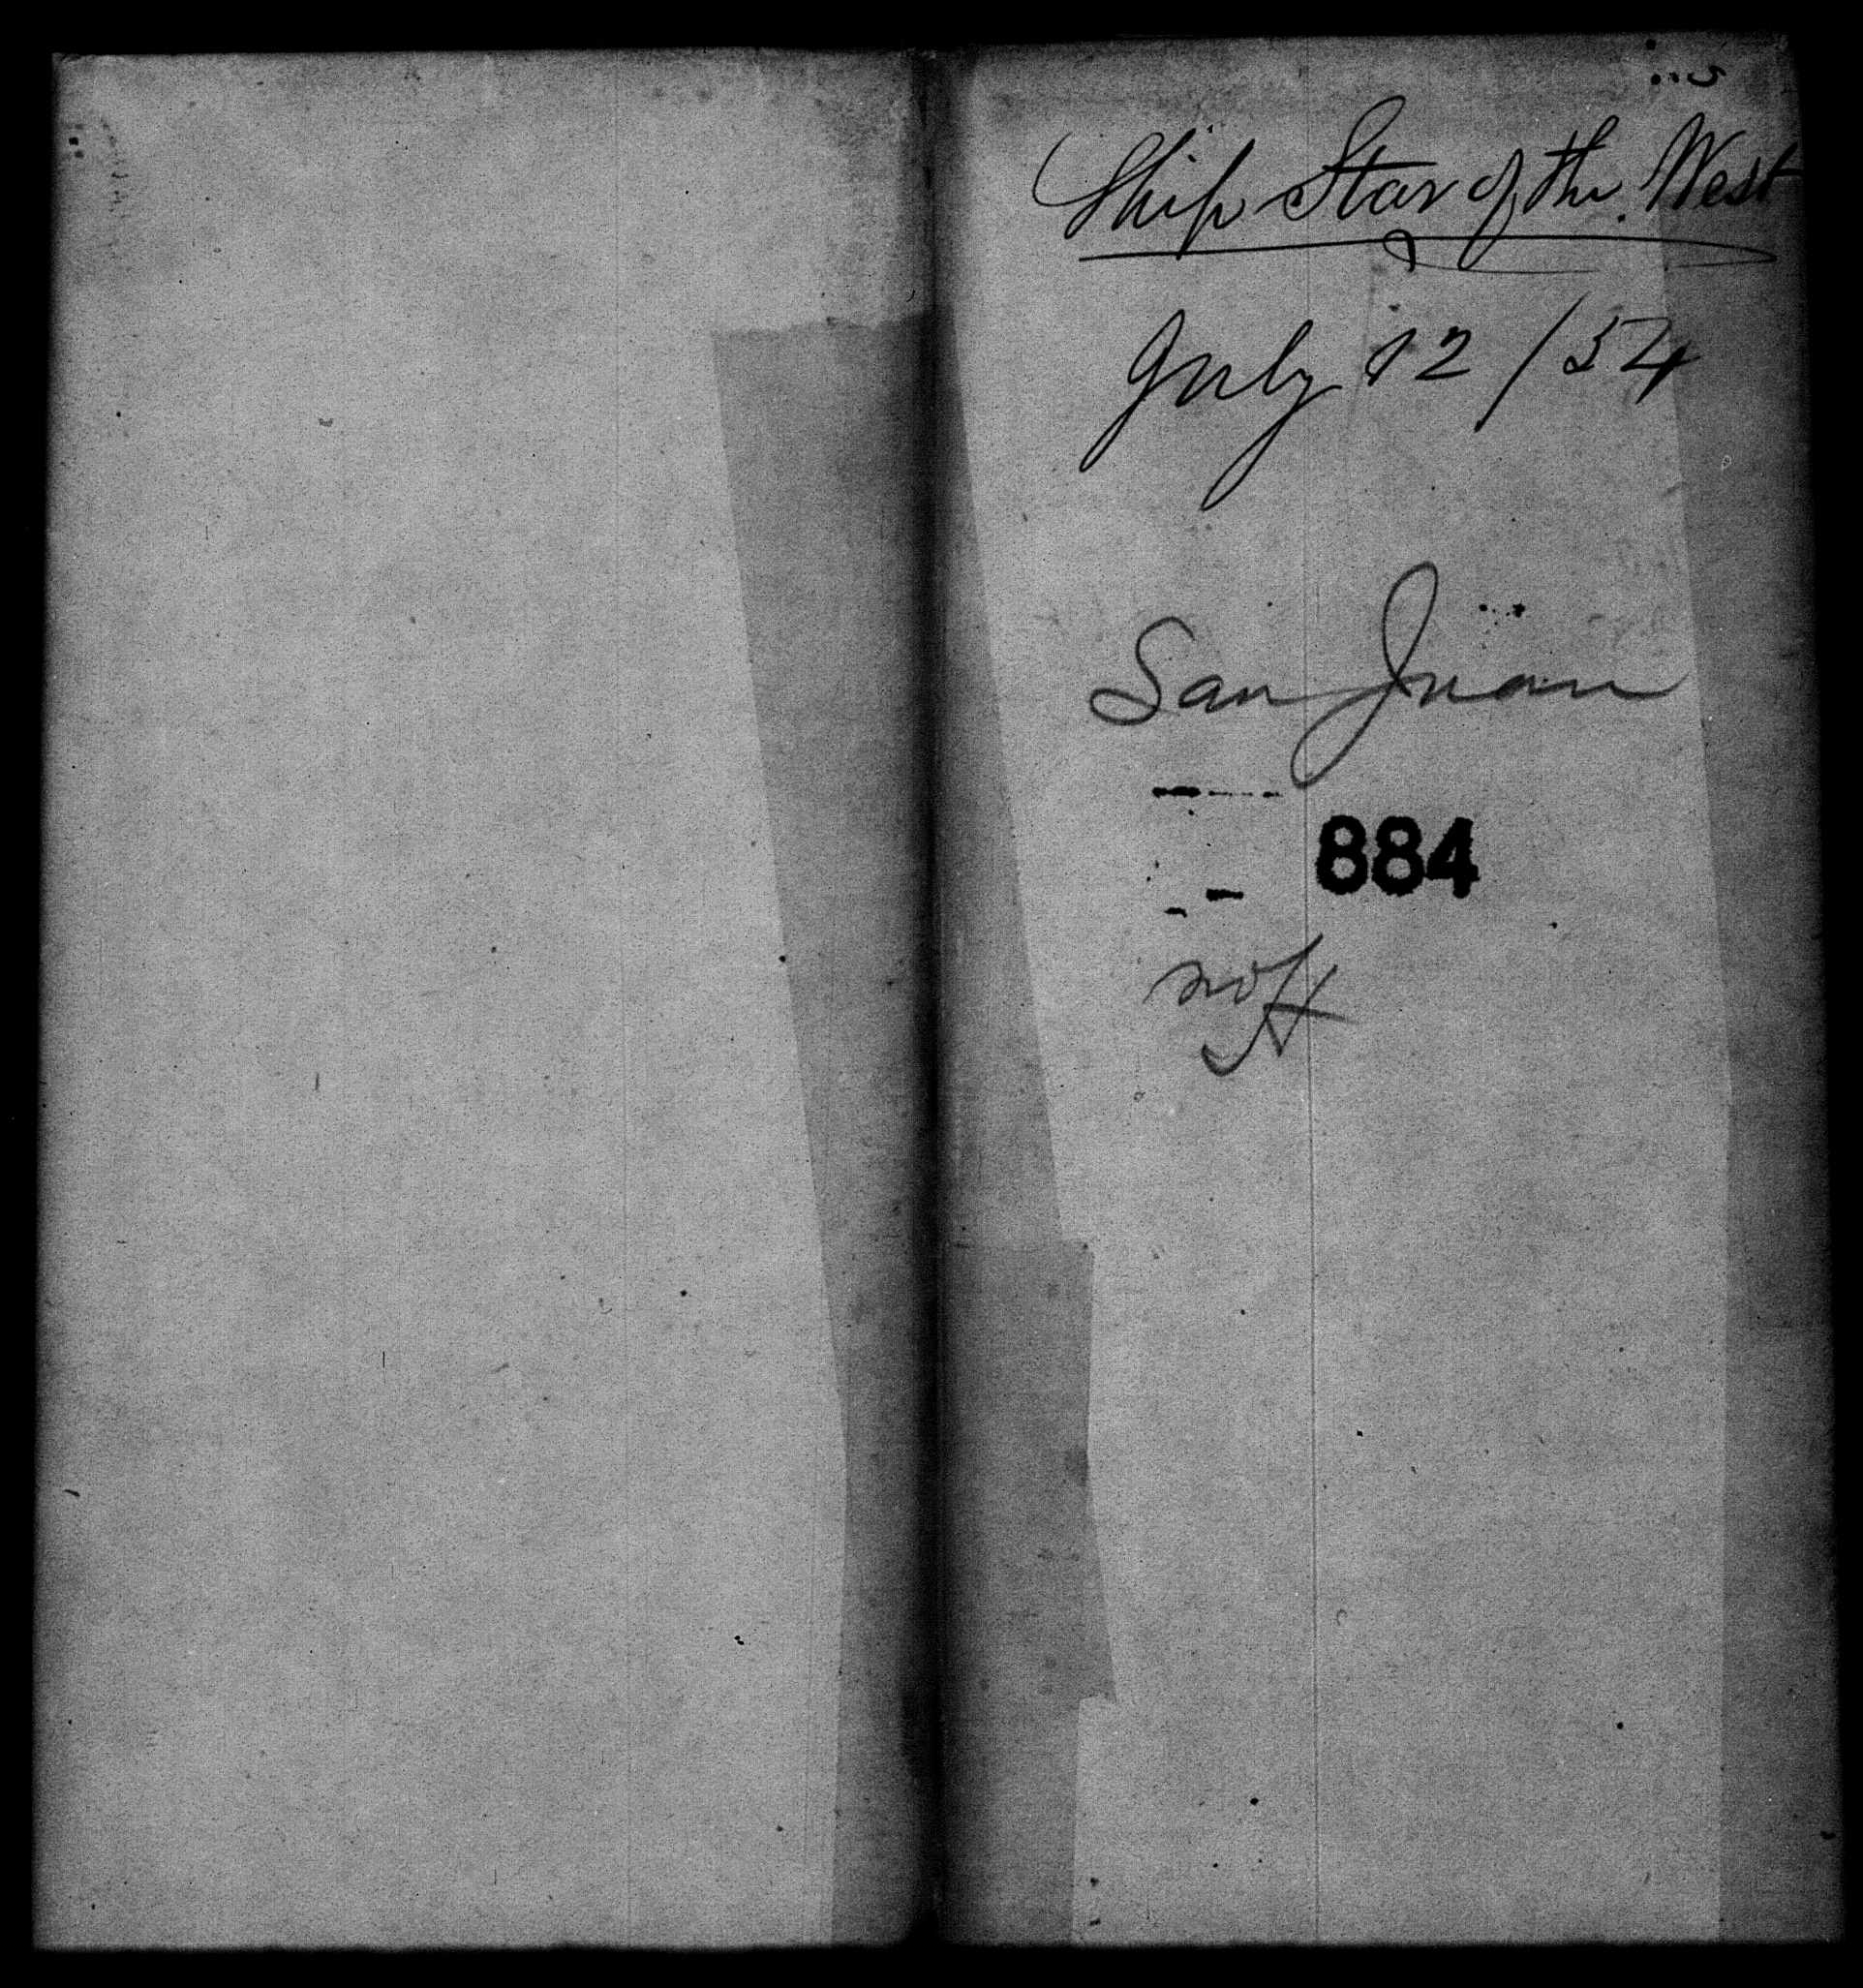 Ship Star of the West
July 12 / 54
San Juan
884